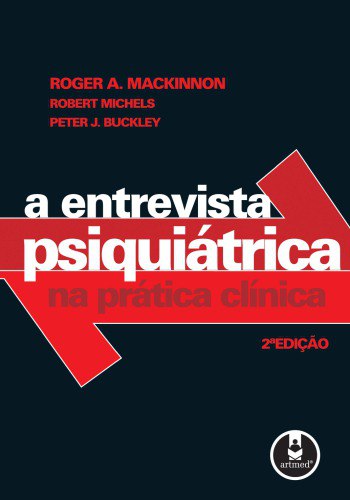 ROGER A. MACKINNON
ROBERT MICHELS
PETER J. BUCKLEY
a entrevista
psiquiátrica
na prática clínica
2ªEDIÇÃO
artmed®